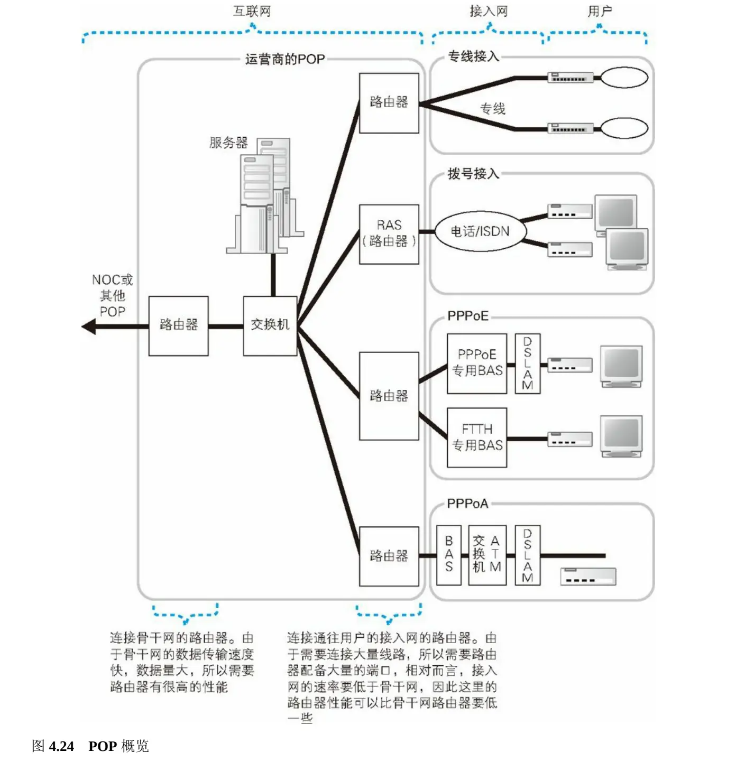 互联网
接入网
用户
运营商的POP
专线接入
路由器
专线
服务器
拨号接入
RAS
(路由器)
电话/ISDN
NOC或
其他
POP
路由器
交换机
PPPoE
PPPoE
专用BAS
DSLAM
路由器
FTTH
专用BAS
PPPoA
路由器
BAS
ATM
交换机
DSLAM
连接骨干网的路由器。由
于骨干网的数据传输速度
快，数据量大，所以需要
路由器有很高的性能
连接通往用户的接入网的路由器。由
于需要连接大量线路，所以需要路由
器配备大量的端口，相对而言，接入
网的速率要低于骨干网，因此这里的
路由器性能可以比骨干网路由器要低
一些
图 4.24 POP 概览